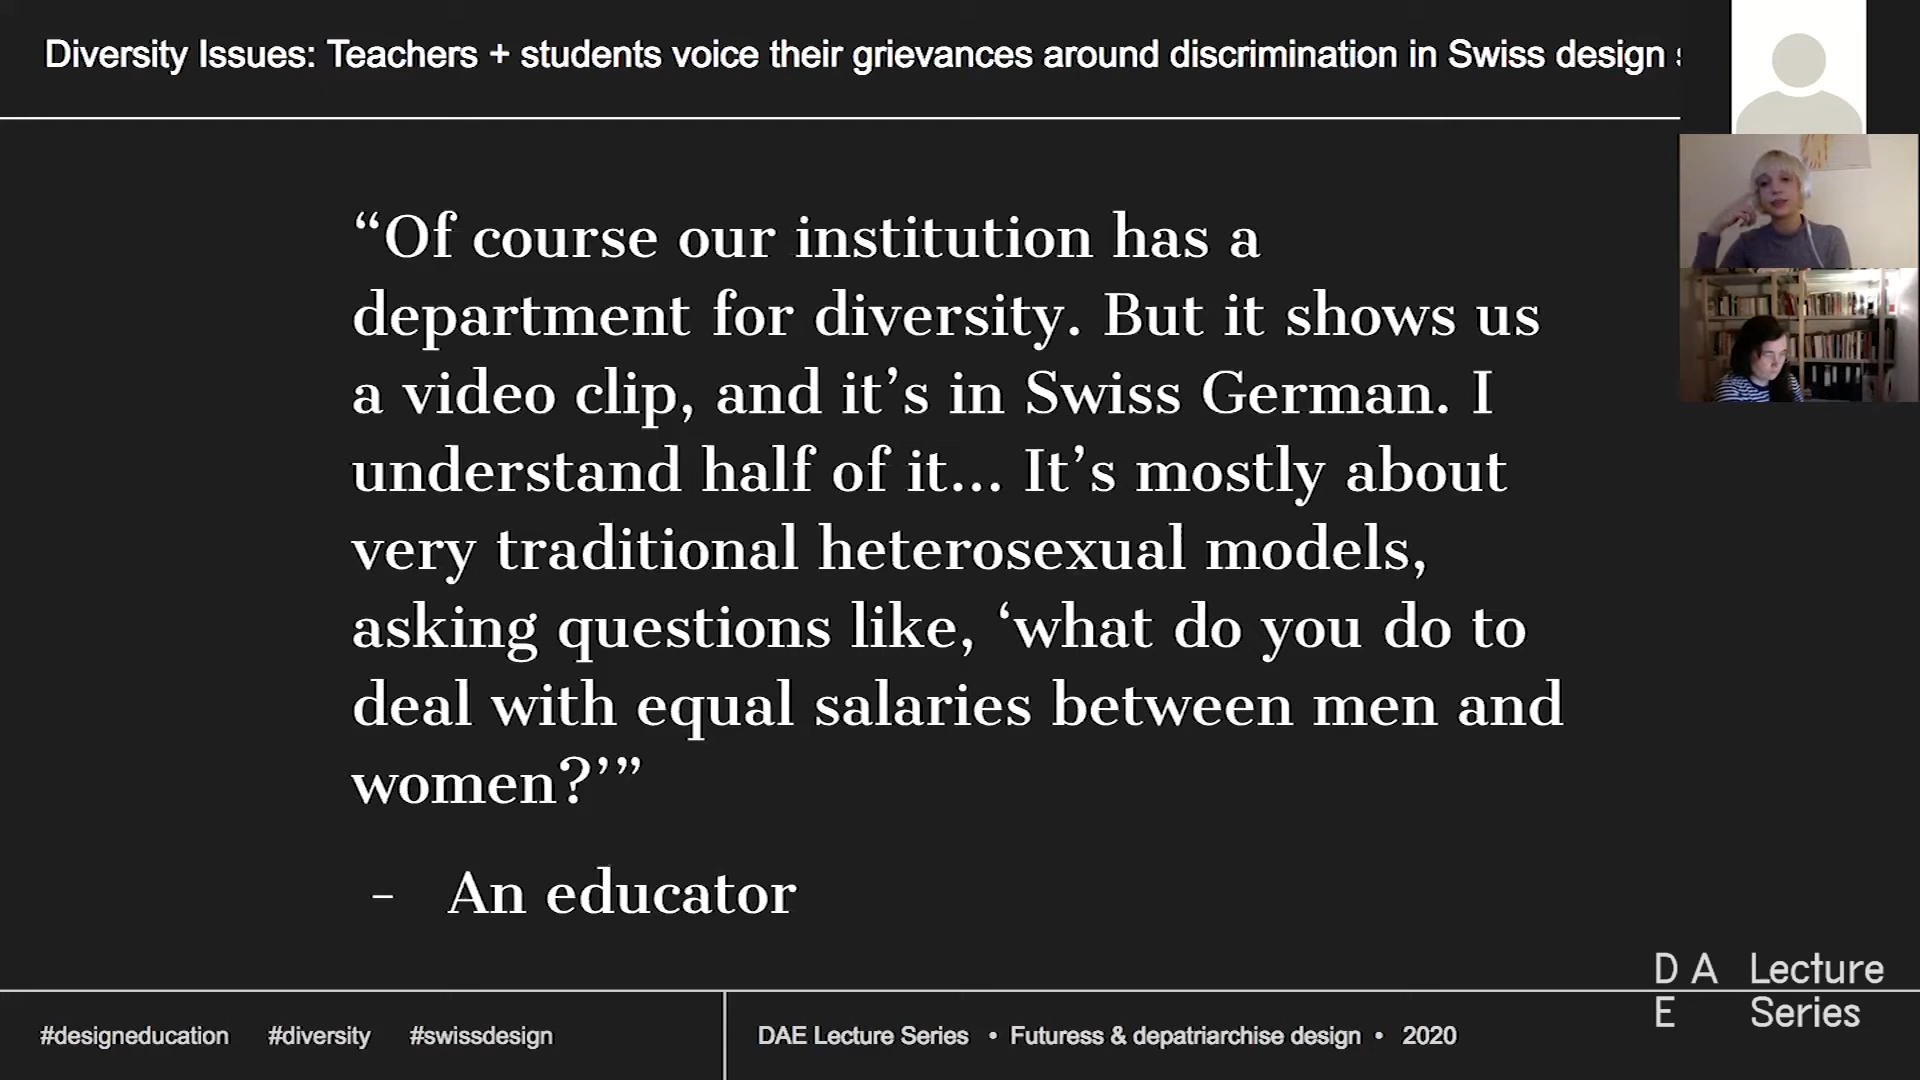 Diversity Issues: Teachers + students voice their grievances around discrimination in Swiss design
“Of course our institution has a
department for diversity. But it shows us
a video clip, and it’s in Swiss German. I
understand half of it... It’s mostly about
very traditional heterosexual models,
asking questions like, ‘what do you do to
deal with equal salaries between men and
women?’”
- An educator
D A Lecture
E Series
#designeducation #diversity #swissdesign
DAE Lecture Series • Futuress & depatriarchise design • 2020